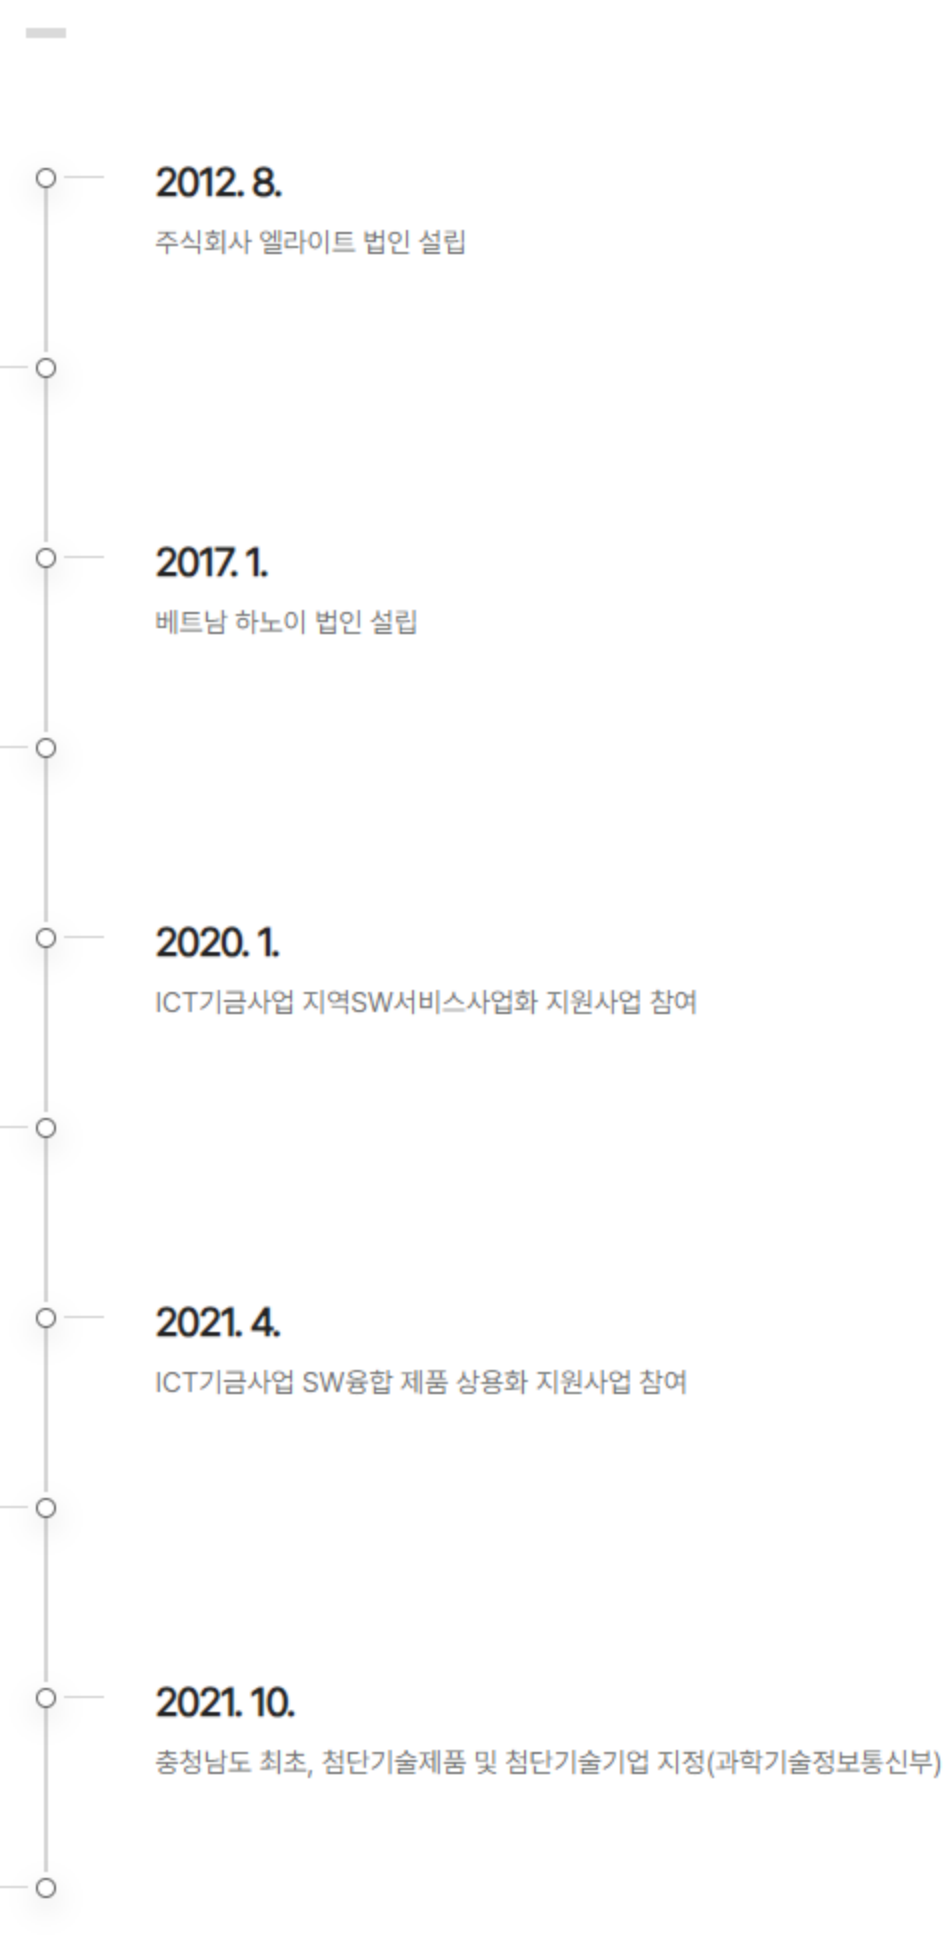 2012. 8.
주식회사 엘라이트 법인 설립
2017. 1.
베트남 하노이 법인 설립
2020. 1.
ICT기금사업 지역SW서비스사업화 지원사업 참여
2021. 4.
ICT기금사업 SW융합 제품 상용화 지원사업 참여
2021. 10.
충청남도 최초, 첨단기술제품 및 첨단기술기업 지정(과학기술정보통신부)